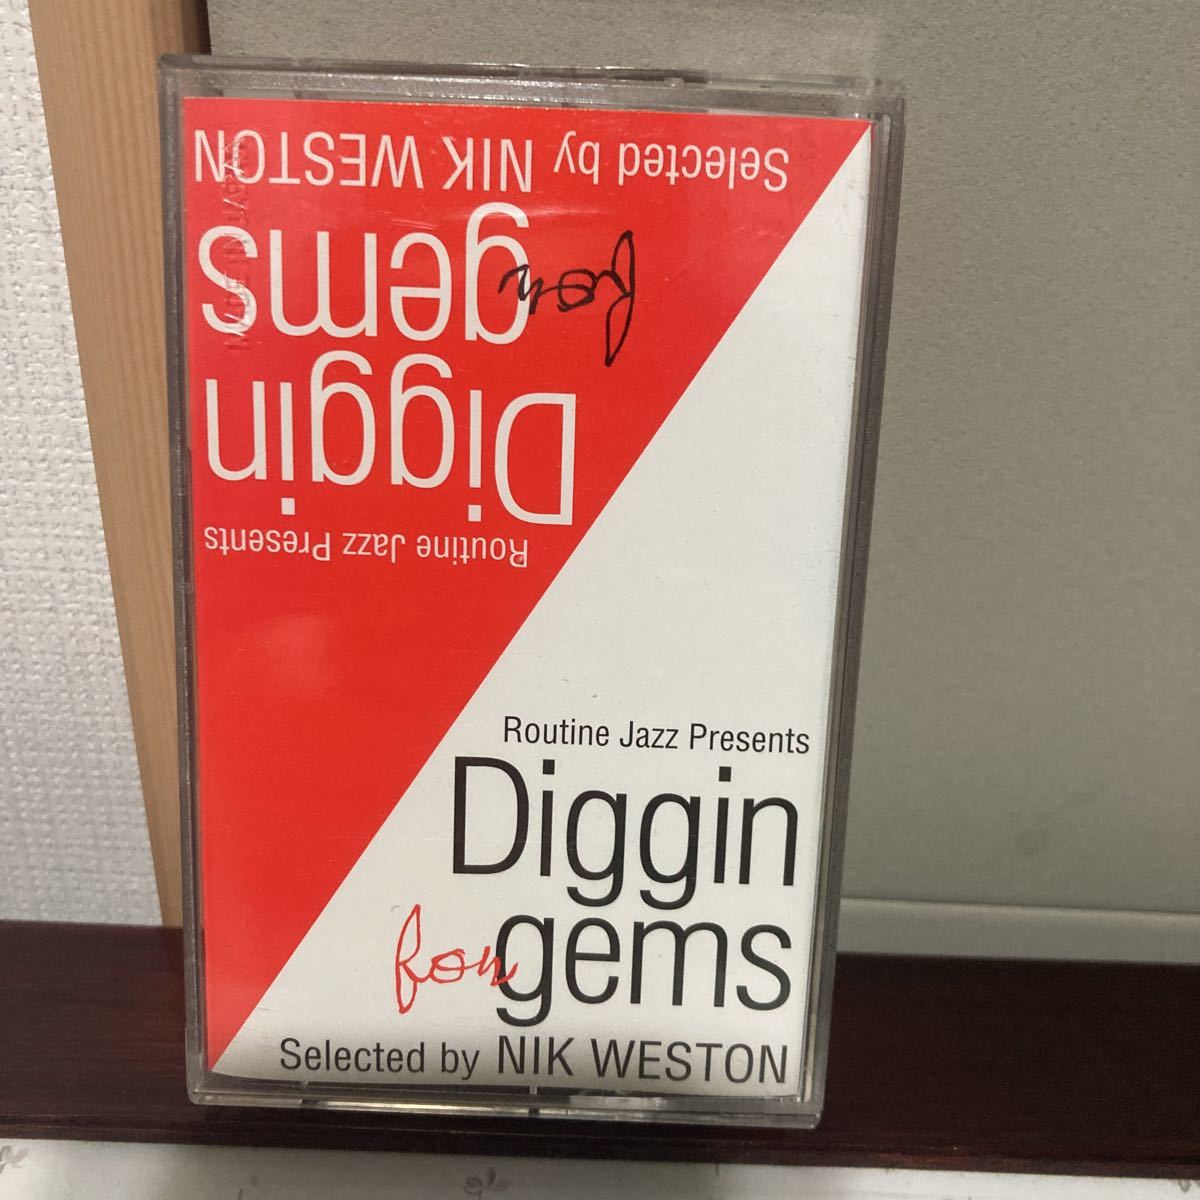 Selected by NIK WESTON
for gems
Diggin
Routine Jazz Presents
Routine Jazz Presents
Diggin
for gems
Selected by NIK WESTON